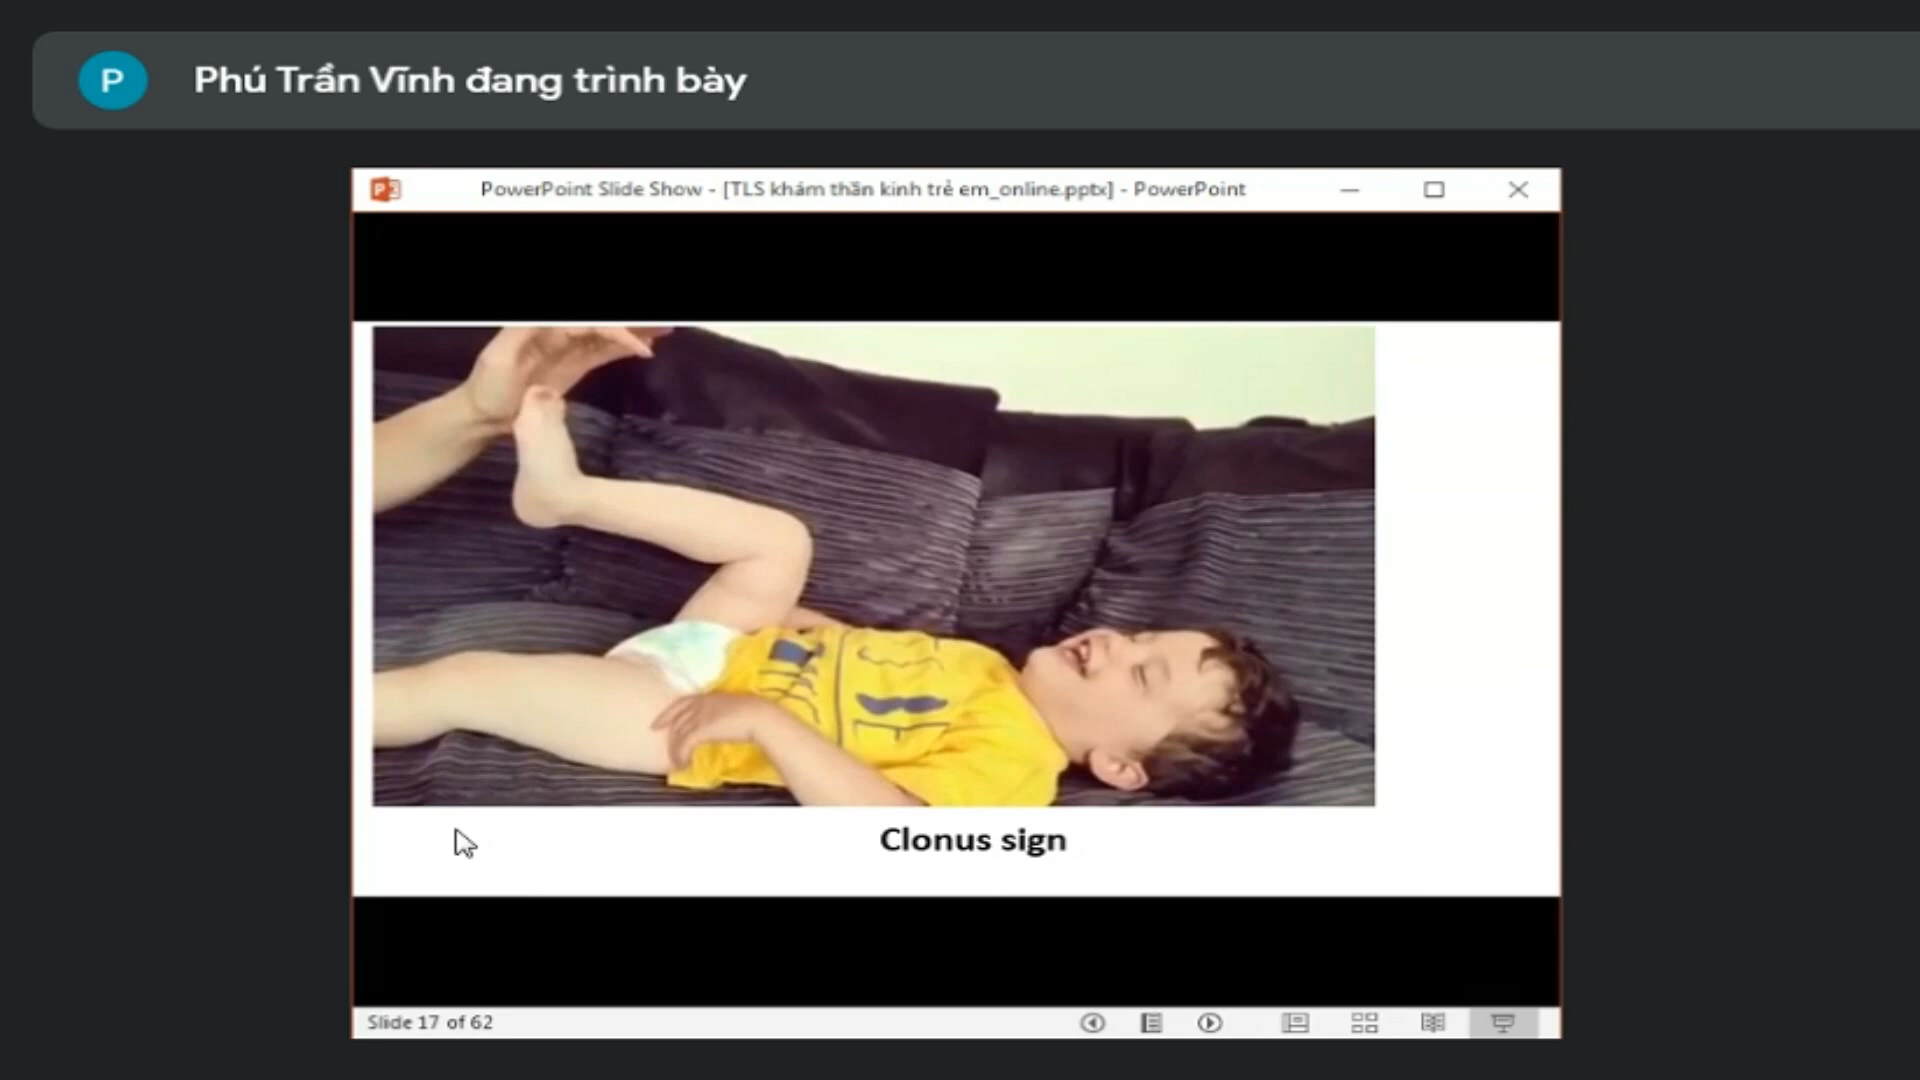 P
Phú Trần Vĩnh đang trình bày
PowerPoint Slide Show - [TLS khám thần kinh trẻ em_online.pptx] - PowerPoint
Clonus sign
Slide 17 of 62